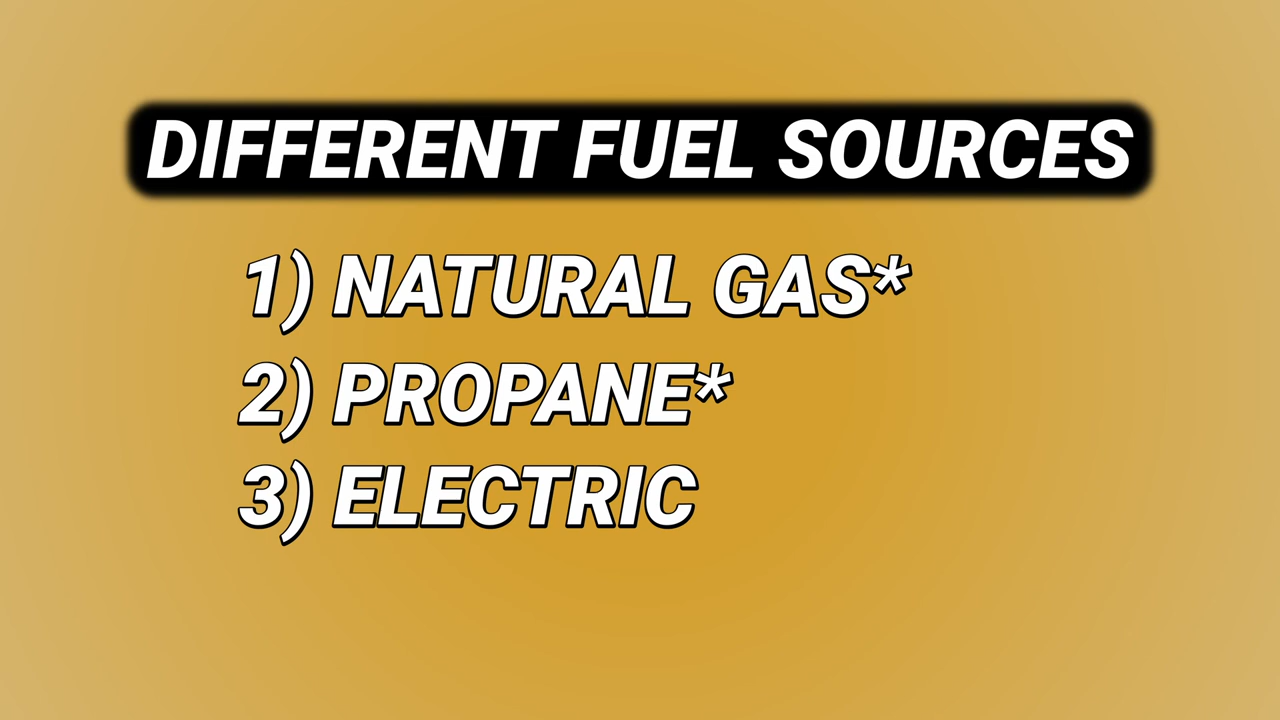 DIFFERENT FUEL SOURCES
1) NATURAL GAS*
2) PROPANE*
3) ELECTRIC